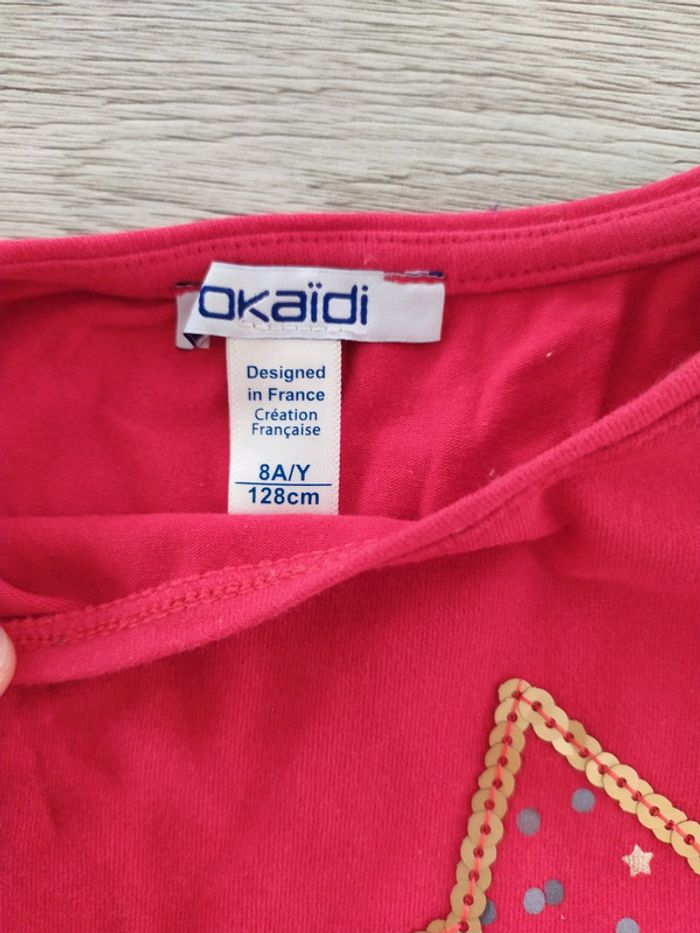 okaïdi
Designed
in France
Création
Française
8A/Y
128cm